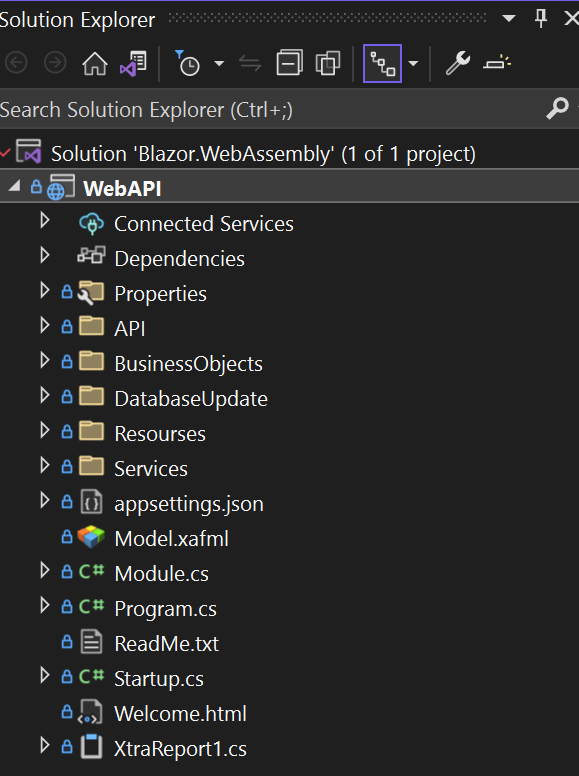 Solution Explorer
Search Solution Explorer (Ctrl+;)
Solution 'Blazor.WebAssembly' (1 of 1 project)
WebAPI
Connected Services
Dependencies
Properties
API
BusinessObjects
DatabaseUpdate
Resourses
Services
appsettings.json
Model.xafml
C# Module.cs
C# Program.cs
ReadMe.txt
C# Startup.cs
Welcome.html
XtraReport1.cs